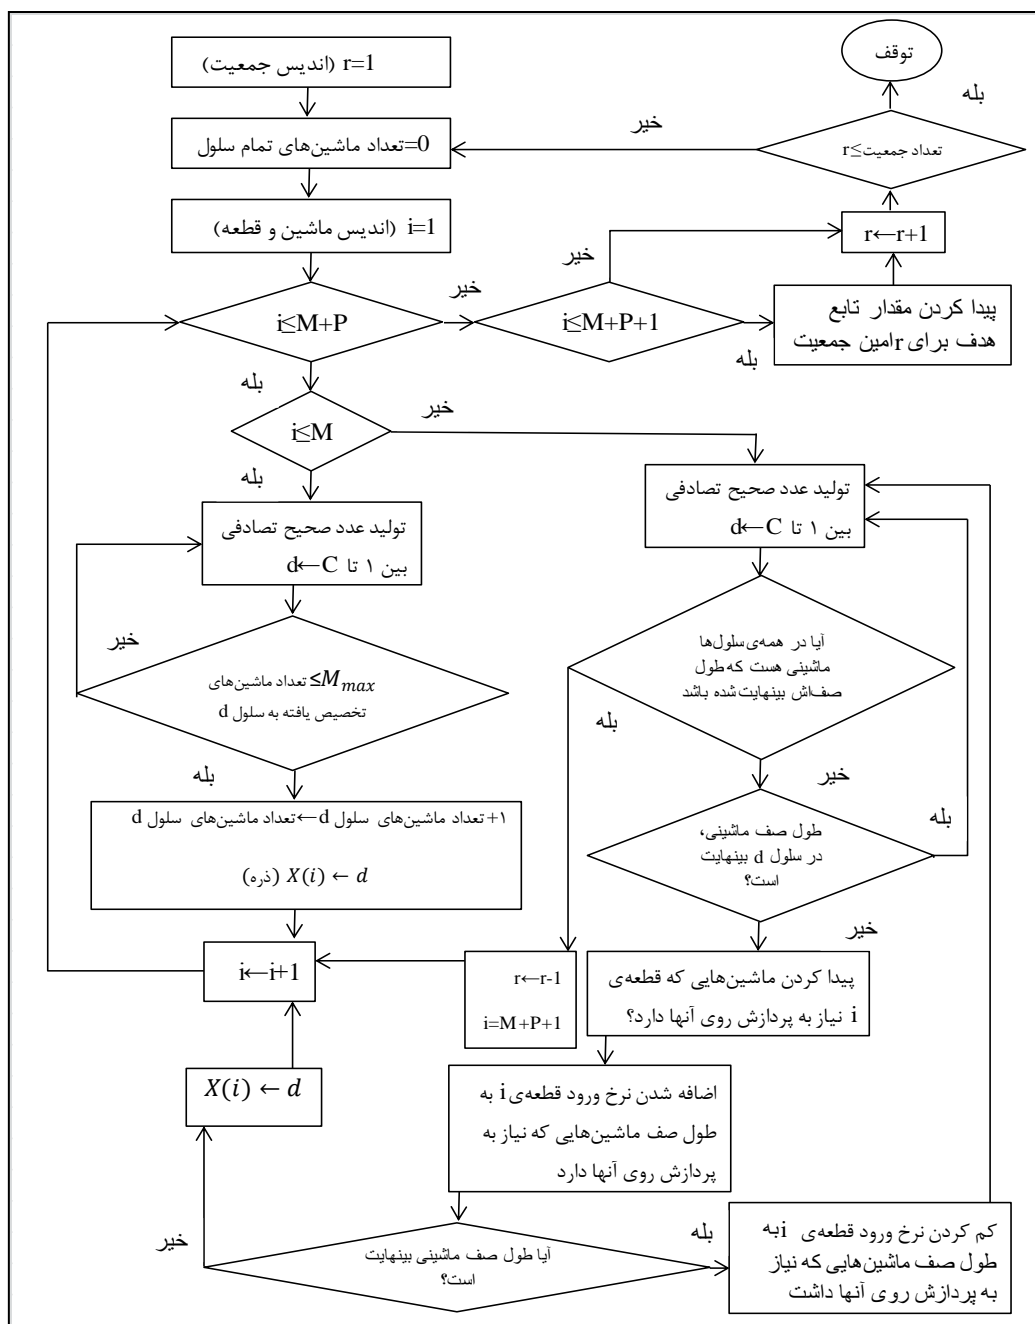 r=1 (اندیس جمعیت)
تعداد ماشین‌های تمام سلول=0
i=1 (اندیس ماشین و قطعه)
توقف
بله
خیر
تعداد جمعیت≥r
r←r+1
خیر
خیر
i≤M+P
i≤M+P+1
پیدا کردن مقدار تابع
هدف برای r امین جمعیت
بله
بله
خیر
i≤M
بله
تولید عدد صحیح تصادفی
بین ۱ تا d←C
تولید عدد صحیح تصادفی
بین ۱ تا d←C
خیر
تعداد ماشین‌های ≤M_max
تخصیص یافته به سلول d
بله
آیا در همه‌ی سلول‌ها
ماشینی هست که طول
صف‌اش بینهایت شده باشد
بله
خیر
۱+ تعداد ماشین‌های سلول d←تعداد ماشین‌های سلول d
X(i) ← d (ذره)
طول صف ماشینی،
در سلول d بینهایت
است؟
بله
خیر
i←i+1
r←r-1
i=M+P+1
پیدا کردن ماشین‌هایی که قطعه‌ی
i نیاز به پردازش روی آنها دارد؟
X(i) ← d
اضافه شدن نرخ ورود قطعه‌ی i به
طول صف ماشین‌هایی که نیاز به
پردازش روی آنها دارد
خیر
آیا طول صف ماشینی بینهایت
است؟
بله
کم کردن نرخ ورود قطعه‌ی i به
طول صف ماشین‌هایی که نیاز
به پردازش روی آنها داشت